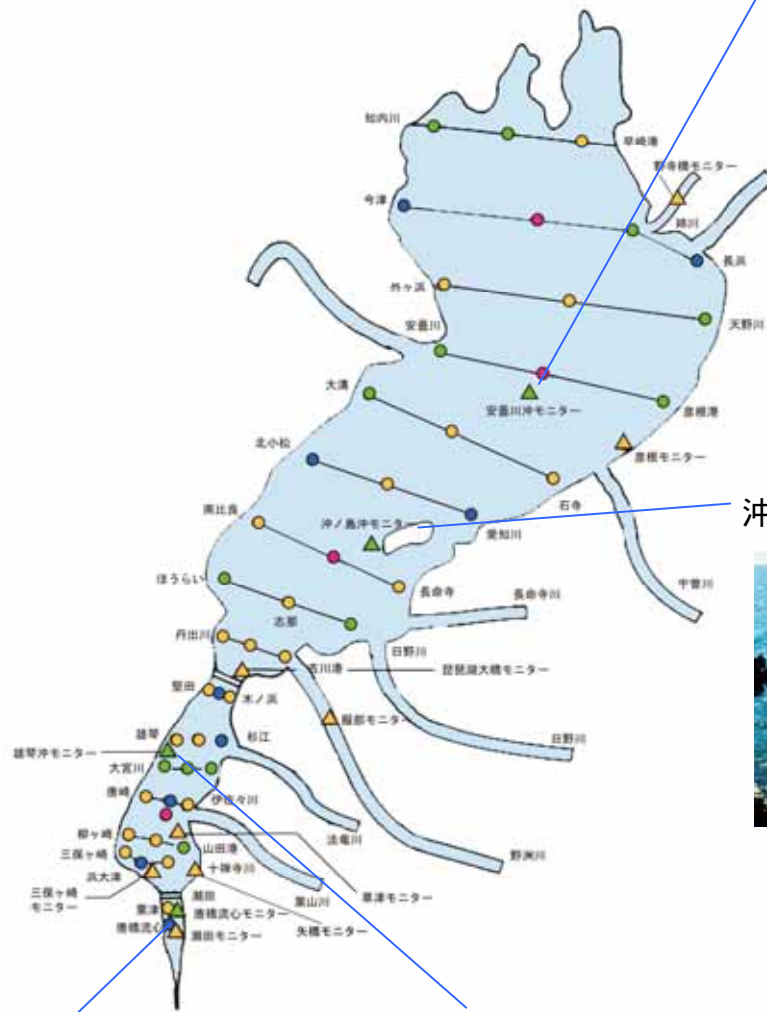 知内川
早崎港
野寺橋モニター
今津
姉川
長浜
外ヶ浜
安曇川
天野川
大溝
安曇川沖モニター
彦根港
北小松
彦根モニター
石寺
南比良
沖ノ島沖モニター
愛知川
沖
宇曽川
ほうらい
長命寺
長命寺川
志那
丹出川
日野川
吉川港
琵琶湖大橋モニター
堅田
木ノ浜
服部モニター
雄琴
杉江
日野川
雄琴沖モニター
大宮川
唐崎
伊佐々川
法竜川
柳ヶ崎
山田港
野洲川
三保ヶ崎
浜大津
十禅寺川
三保ヶ崎
モニター
瀬田
葉山川
草津モニター
粟津
唐橋流心モニター
矢橋モニター
唐橋流心
瀬田モニター